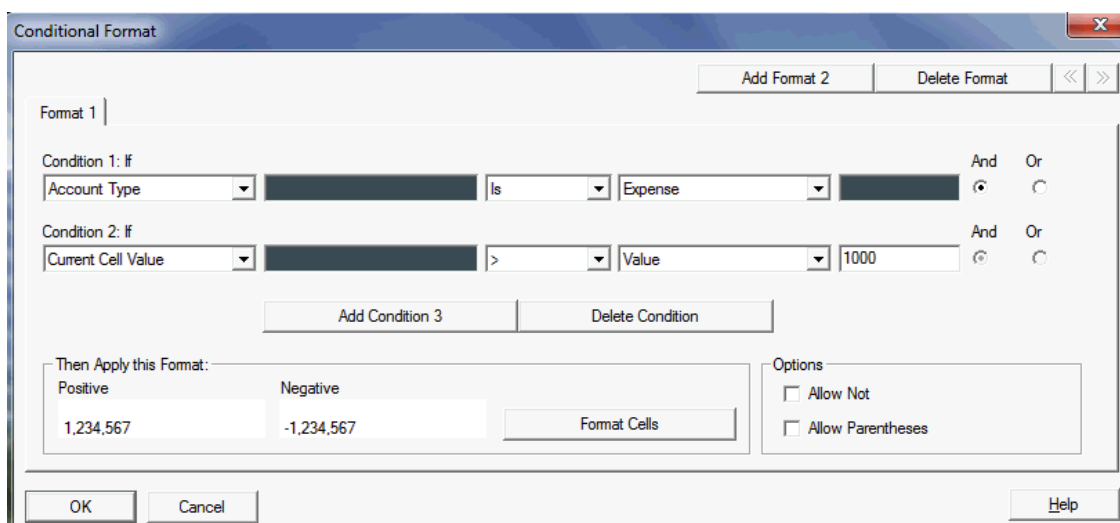 Conditional Format
X
Add Format 2 Delete Format << >>
Format 1
Condition 1: If And Or
Account Type Is Expense
Condition 2: If And Or
Current Cell Value > Value 1000
Add Condition 3 Delete Condition
Then Apply this Format: Options
Positive Negative Allow Not
1,234,567 -1,234,567 Format Cells Allow Parentheses
OK Cancel Help